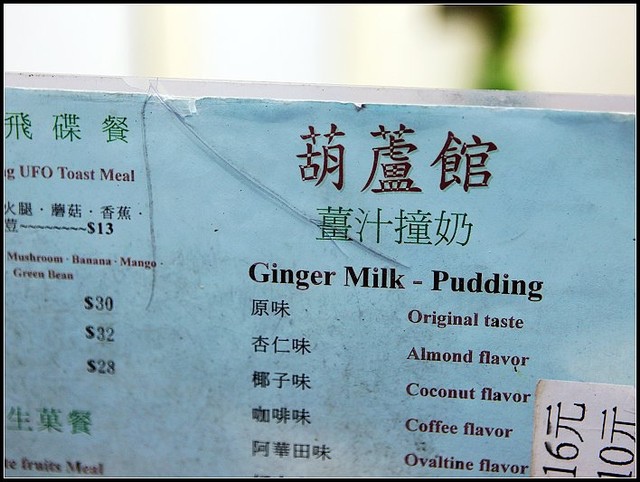 飛碟餐
UFO Toast Meal
火腿·蘑菇·香蕉·
荳~~~~~~~~$13
Mushroom · Banana · Mango
Green Bean
$30
$32
$28
生菓餐
fruits Meal
葫蘆館
薑汁撞奶
Ginger Milk - Pudding
原味 Original taste
杏仁味 Almond flavor
椰子味 Coconut flavor
咖啡味 Coffee flavor
阿華田味 Ovaltine flavor
16元
10元